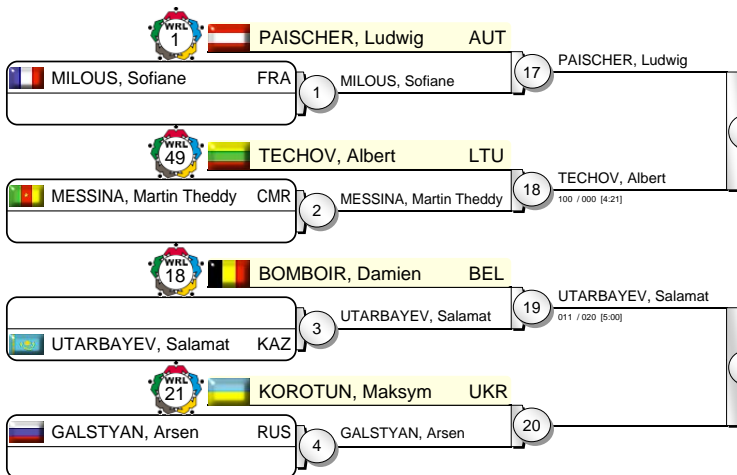 WRL
1 PAISCHER, Ludwig AUT
17 PAISCHER, Ludwig
MILOUS, Sofiane FRA
1 MILOUS, Sofiane
WRL
49 TECHOV, Albert LTU
18 TECHOV, Albert
100 / 000 [4:21]
MESSINA, Martin Theddy CMR
2 MESSINA, Martin Theddy
WRL
18 BOMBOIR, Damien BEL
19 UTARBAYEV, Salamat
011 / 020 [5:00]
3 UTARBAYEV, Salamat
UTARBAYEV, Salamat KAZ
WRL
21 KOROTUN, Maksym UKR
20
GALSTYAN, Arsen RUS
4 GALSTYAN, Arsen